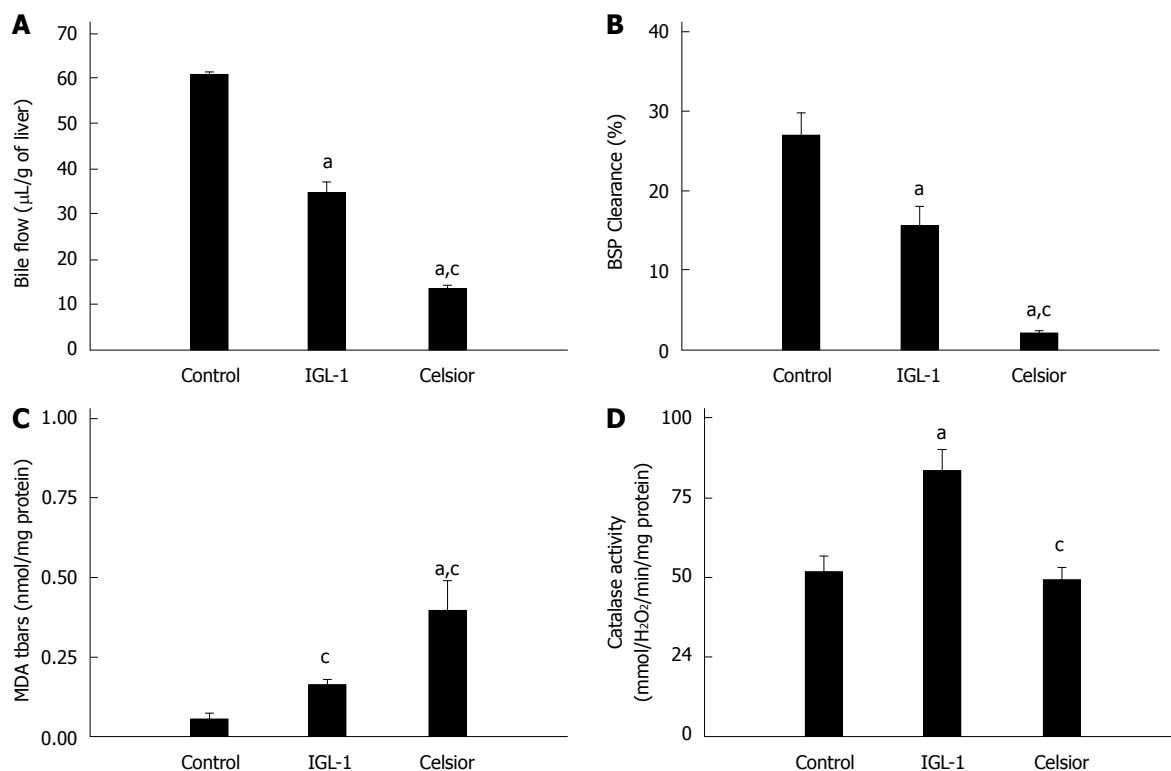 A
Bile flow (μL/g of liver)
70
60
50
40
30
20
10
0
a
a,c
Control IGL-1 Celsior
B
BSP Clearance (%)
40
30
20
10
0
a
a,c
Control IGL-1 Celsior
C
MDA tbars (nmol/mg protein)
1.00
0.75
0.50
0.25
0.00
c
a,c
Control IGL-1 Celsior
D
Catalase activity
(mmol/H₂O₂/min/mg protein)
100
75
50
24
0
a
c
Control IGL-1 Celsior